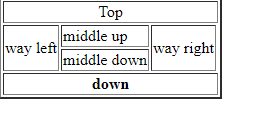 Top
way left
middle up
way right
middle down
down